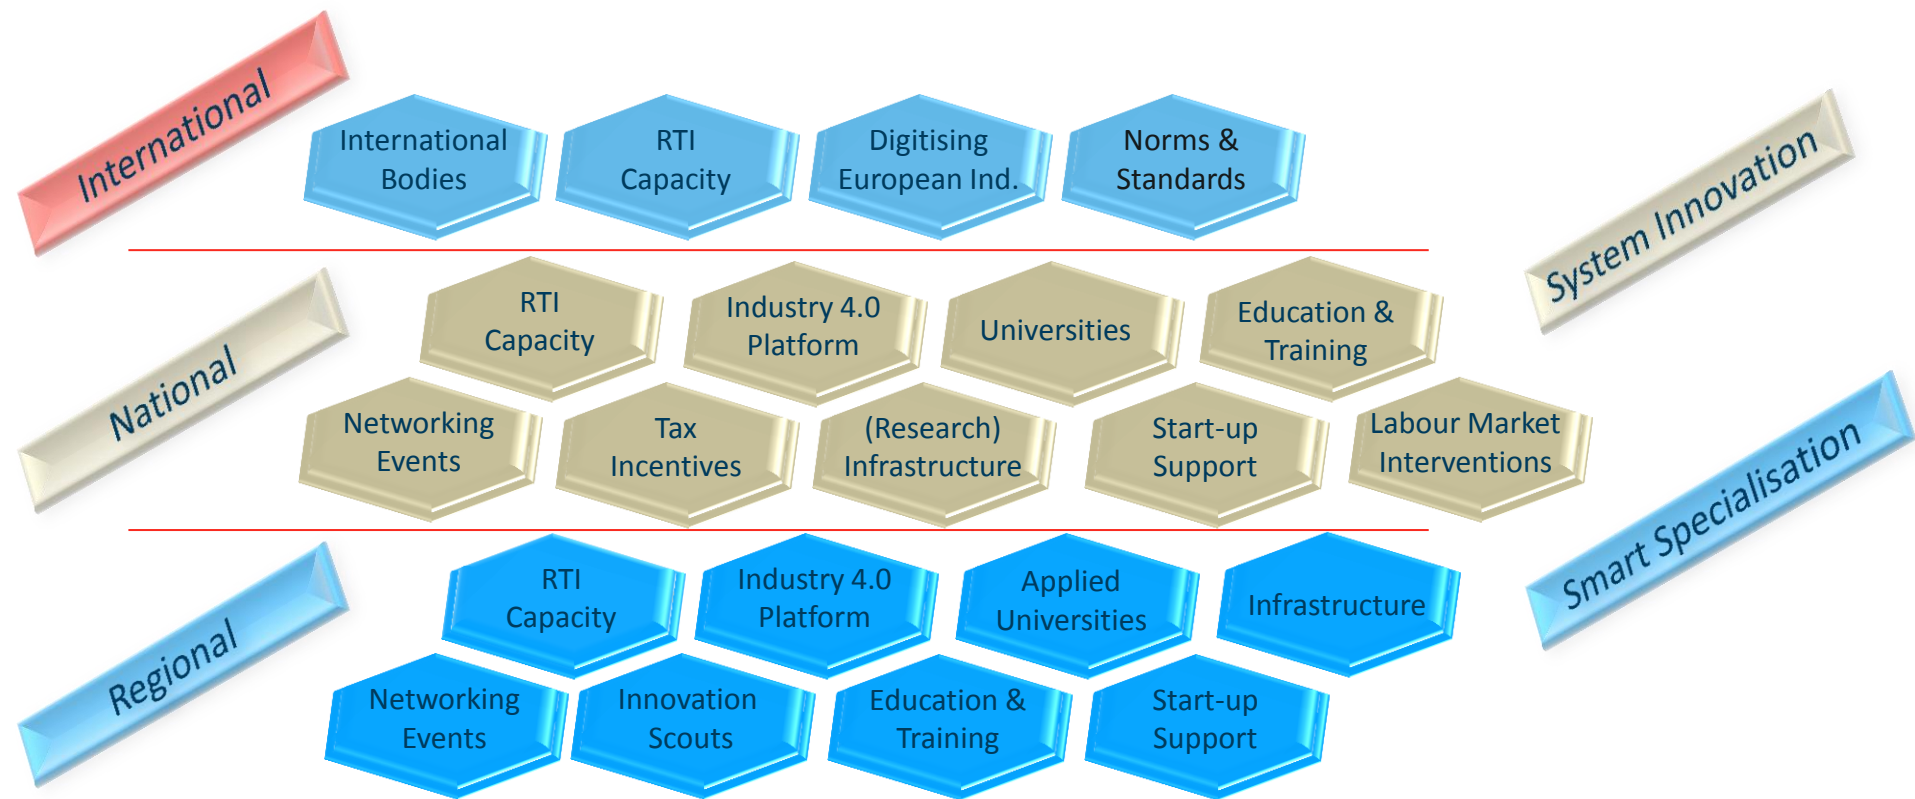 International
International
Bodies
RTI
Capacity
Digitising
European Ind.
Norms &
Standards
System Innovation
National
RTI
Capacity
Industry 4.0
Platform
Universities
Education &
Training
Networking
Events
Tax
Incentives
(Research)
Infrastructure
Start-up
Support
Labour Market
Interventions
Smart Specialisation
Regional
RTI
Capacity
Industry 4.0
Platform
Applied
Universities
Infrastructure
Networking
Events
Innovation
Scouts
Education &
Training
Start-up
Support